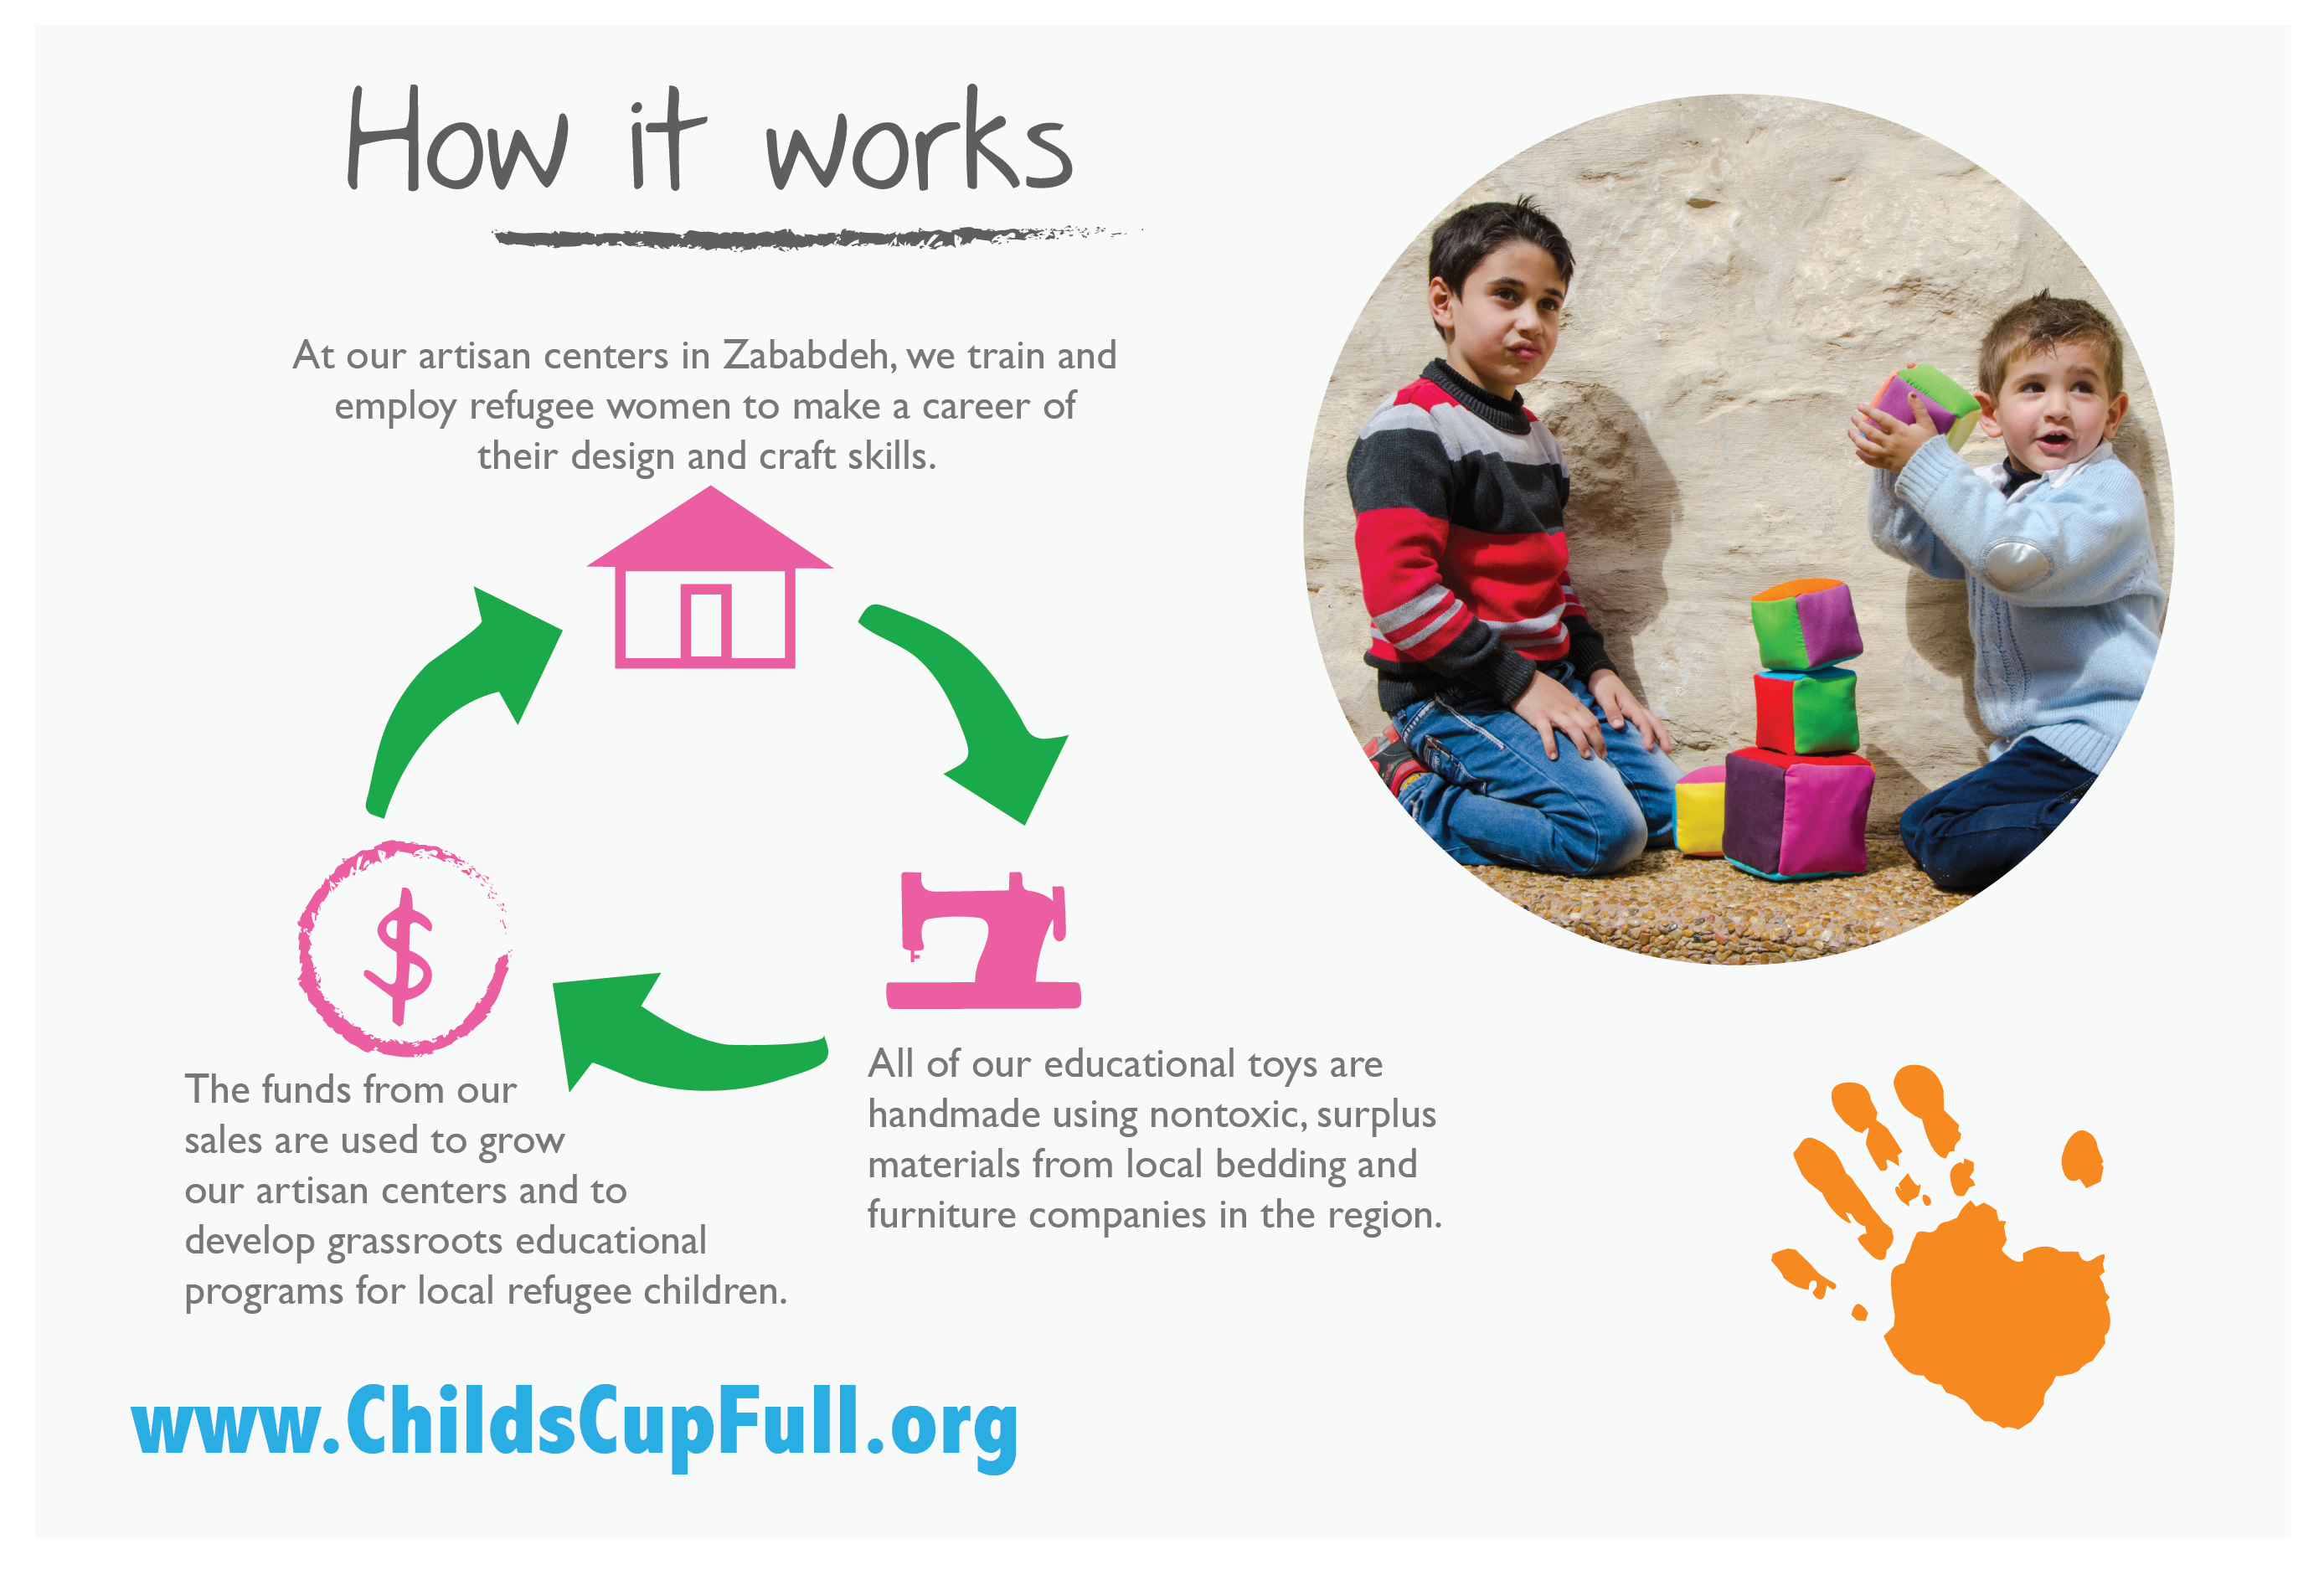 How it works
At our artisan centers in Zababdeh, we train and
employ refugee women to make a career of
their design and craft skills.
$
All of our educational toys are
handmade using nontoxic, surplus
materials from local bedding and
furniture companies in the region.
The funds from our
sales are used to grow
our artisan centers and to
develop grassroots educational
programs for local refugee children.
www.ChildsCupFull.org